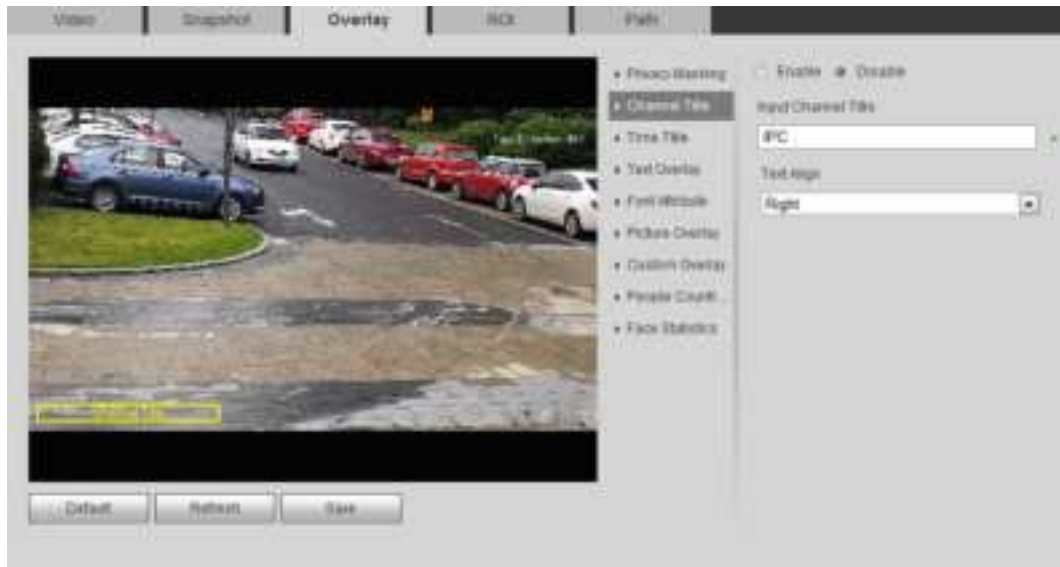 Video
Snapshot
Overlay
ROI
Path
Privacy Masking
Channel Title
Time Title
Text Overlay
Font Attribute
Picture Overlay
Custom Overlay
People Counti...
Face Statistics
Enable
Disable
Input Channel Title
IPC
Text Align
Right
Default
Refresh
Save